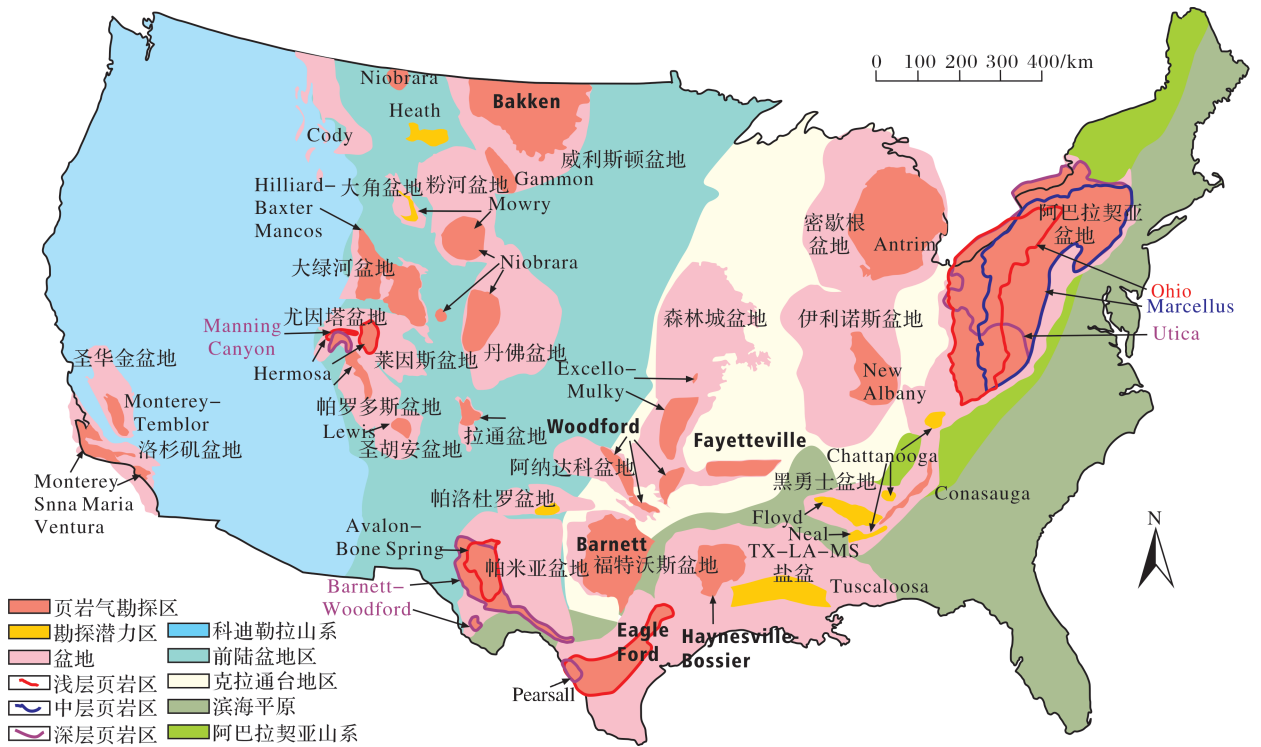 0 100 200 300 400/km
Niobrara
Bakken
Heath
Cody
威利斯顿盆地
Hilliard–
Baxter
Mancos
大角盆地
粉河盆地
Gammon
Mowry
密歇根
盆地
Antrim
阿巴拉契亚
盆地
大绿河盆地
Niobrara
Ohio
Marcellus
Utica
尤因塔盆地
Manning
Canyon
Hermosa
莱因斯盆地
丹佛盆地
森林城盆地
伊利诺斯盆地
圣华金盆地
Monterey–
Temblor
洛杉矶盆地
Monterey
Snna Maria
Ventura
Excello–
Mulky
New
Albany
帕罗多斯盆地
Lewis
圣胡安盆地
拉通盆地
Woodford
Fayetteville
阿纳达科盆地
Chattanooga
黑勇士盆地
Conasauga
帕洛杜罗盆地
Floyd
Neal
Avalon–
Bone Spring
Barnett
帕米亚盆地
福特沃斯盆地
TX–LA–MS
盐盆
Tuscaloosa
Barnett–
Woodford
Eagle
Ford
Haynesville–
Bossier
Pearsall
N
页岩气勘探区
勘探潜力区
盆地
浅层页岩区
中层页岩区
深层页岩区
科迪勒拉山系
前陆盆地区
克拉通台地区
滨海平原
阿巴拉契亚山系